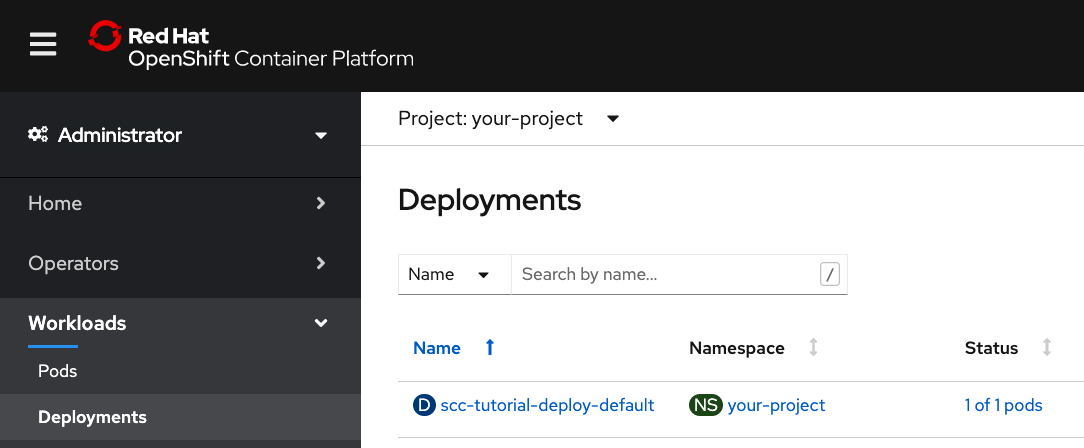 Red Hat
OpenShift Container Platform
Administrator
Project: your-project
Home
Deployments
Operators
Name
Search by name...
/
Workloads
Name
Namespace
Status
Pods
Deployments
D scc-tutorial-deploy-default
NS your-project
1 of 1 pods